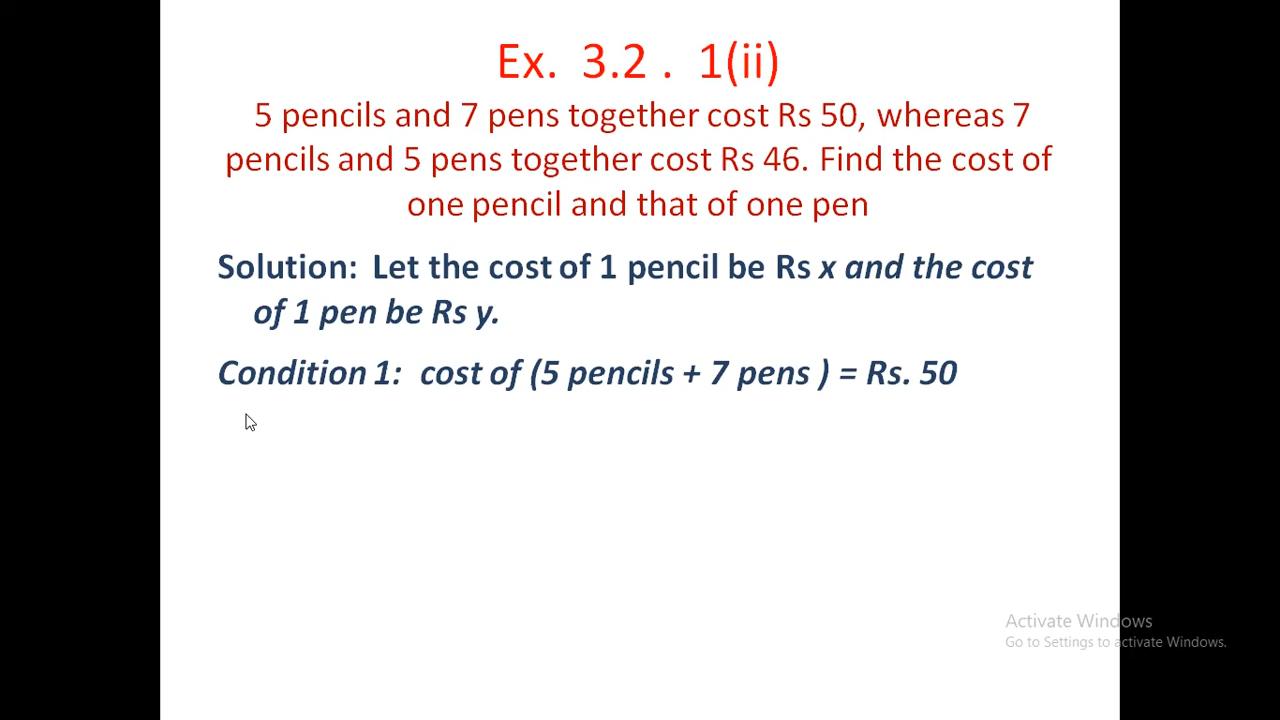 Ex. 3.2 . 1(ii)
5 pencils and 7 pens together cost Rs 50, whereas 7
pencils and 5 pens together cost Rs 46. Find the cost of
one pencil and that of one pen
Solution: Let the cost of 1 pencil be Rs x and the cost
of 1 pen be Rs y.
Condition 1: cost of (5 pencils + 7 pens ) = Rs. 50
Activate Windows
Go to Settings to activate Windows.